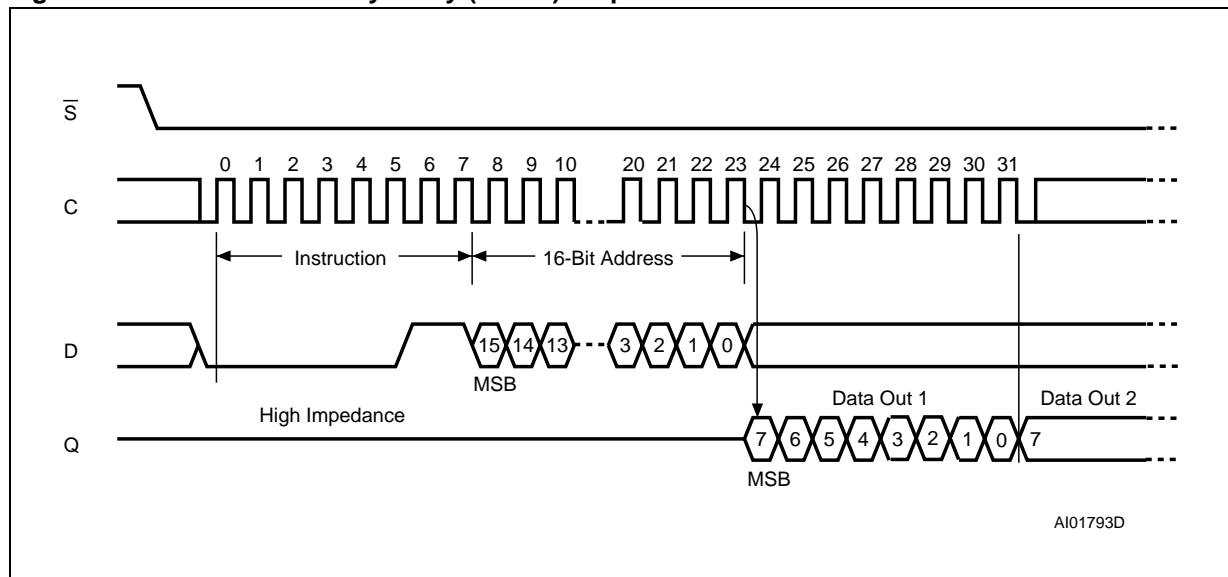 S
0 1 2 3 4 5 6 7 8 9 10 20 21 22 23 24 25 26 27 28 29 30 31
C
Instruction 16-Bit Address
D 15 14 13 3 2 1 0
MSB
High Impedance Data Out 1 Data Out 2
Q 7 6 5 4 3 2 1 0 7
MSB
AI01793D